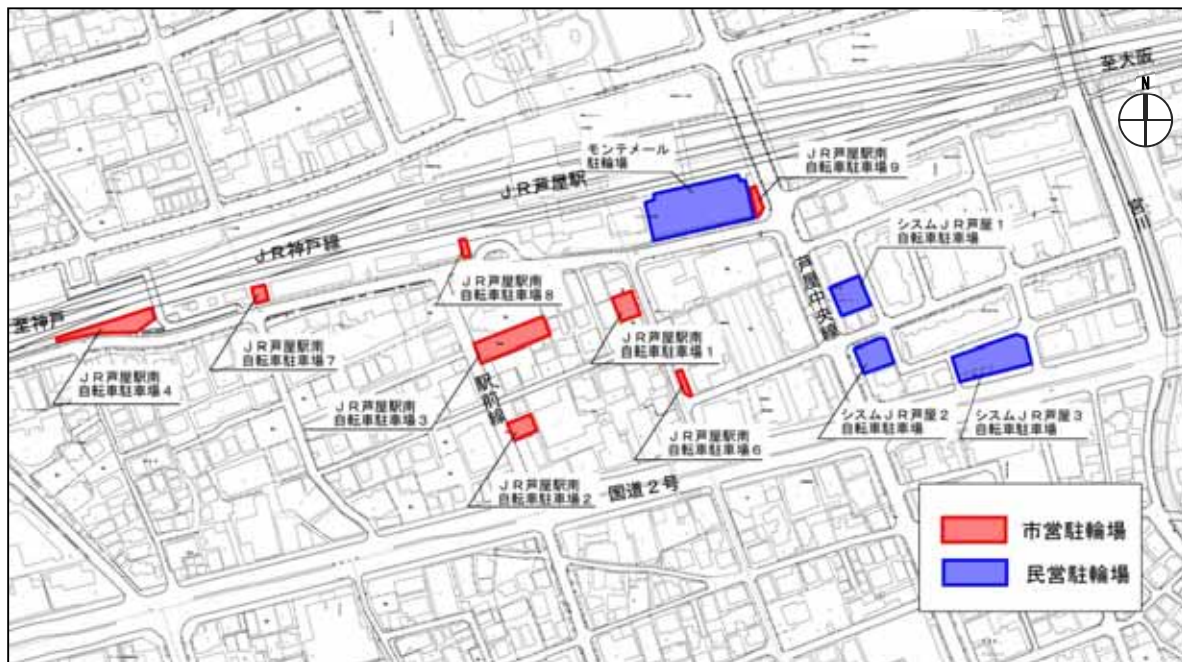 至大阪
N
モンテメール
駐輪場
ＪＲ芦屋駅南
自転車駐車場９
ＪＲ芦屋駅
宮川
システムＪＲ芦屋１
自転車駐車場
ＪＲ神戸線
芦屋中央線
ＪＲ芦屋駅南
自転車駐車場８
至神戸
ＪＲ芦屋駅南
自転車駐車場７
ＪＲ芦屋駅南
自転車駐車場１
ＪＲ芦屋駅南
自転車駐車場４
駅前線
ＪＲ芦屋駅南
自転車駐車場３
システムＪＲ芦屋２
自転車駐車場
システムＪＲ芦屋３
自転車駐車場
ＪＲ芦屋駅南
自転車駐車場６
ＪＲ芦屋駅南
自転車駐車場２
国道２号
市営駐輪場
民営駐輪場